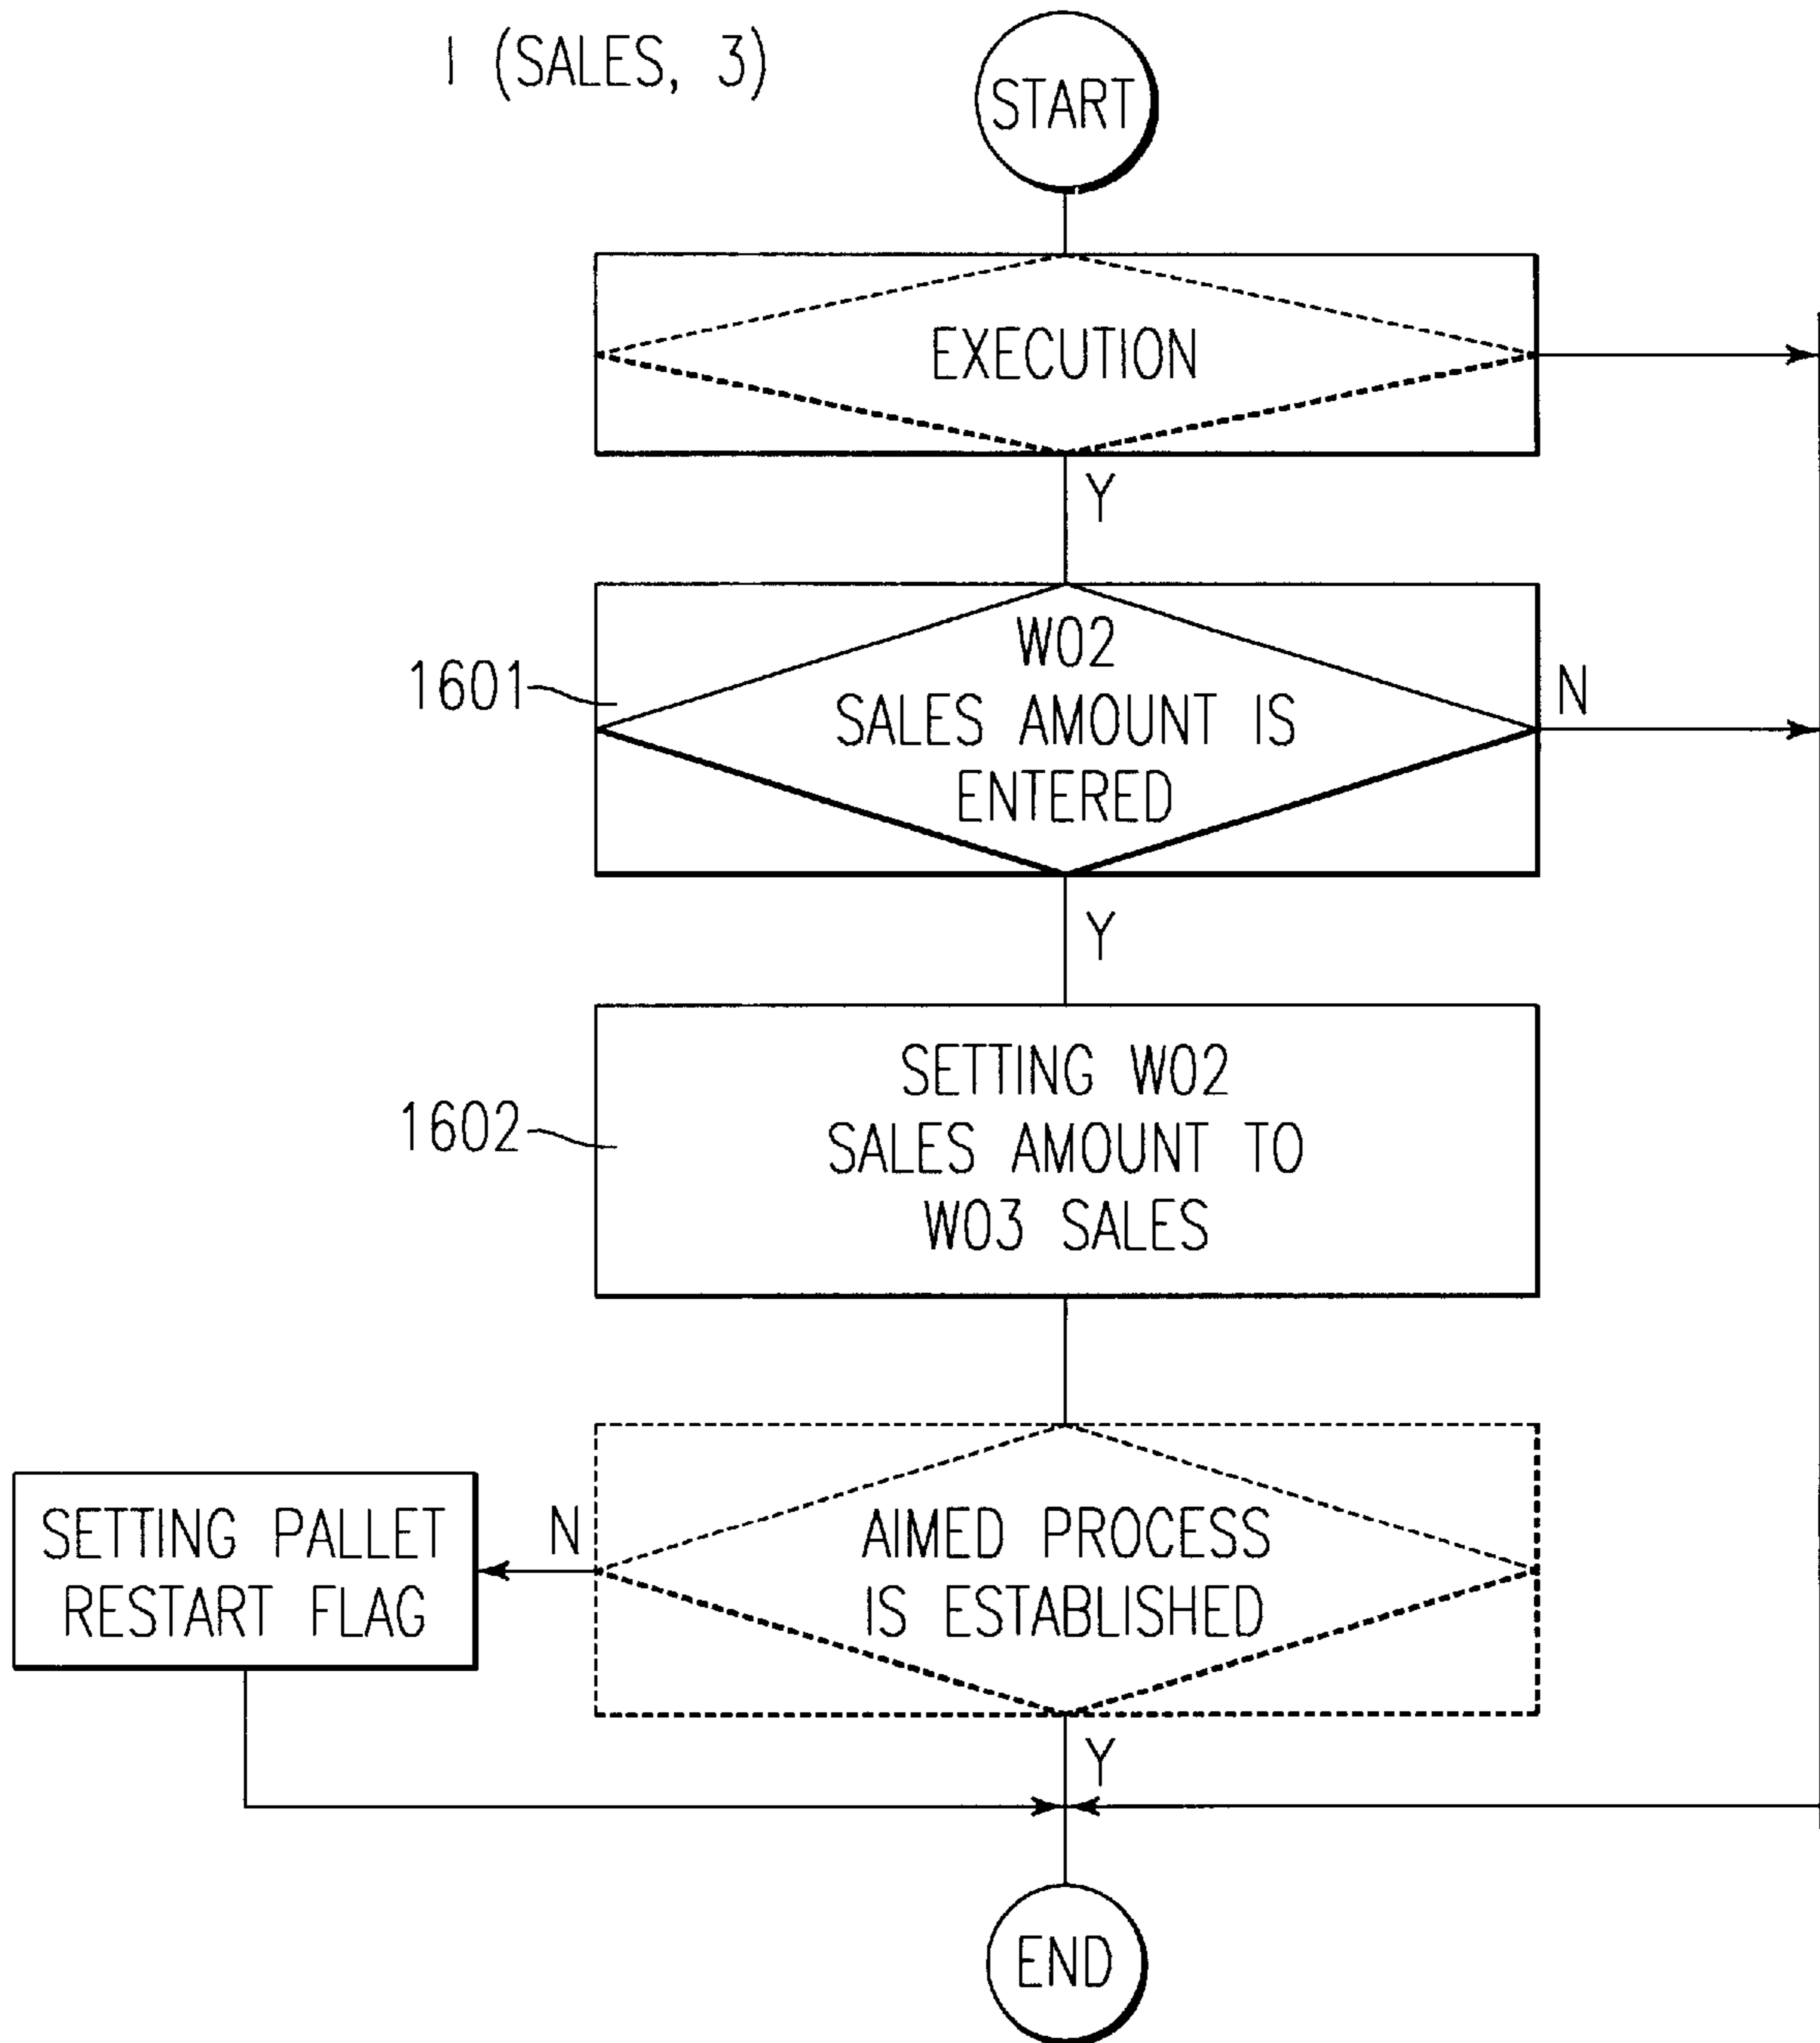 I (SALES, 3)
START
EXECUTION
Y
1601
W02
SALES AMOUNT IS
ENTERED
N
Y
1602
SETTING W02
SALES AMOUNT TO
W03 SALES
SETTING PALLET
RESTART FLAG
N
AIMED PROCESS
IS ESTABLISHED
Y
END